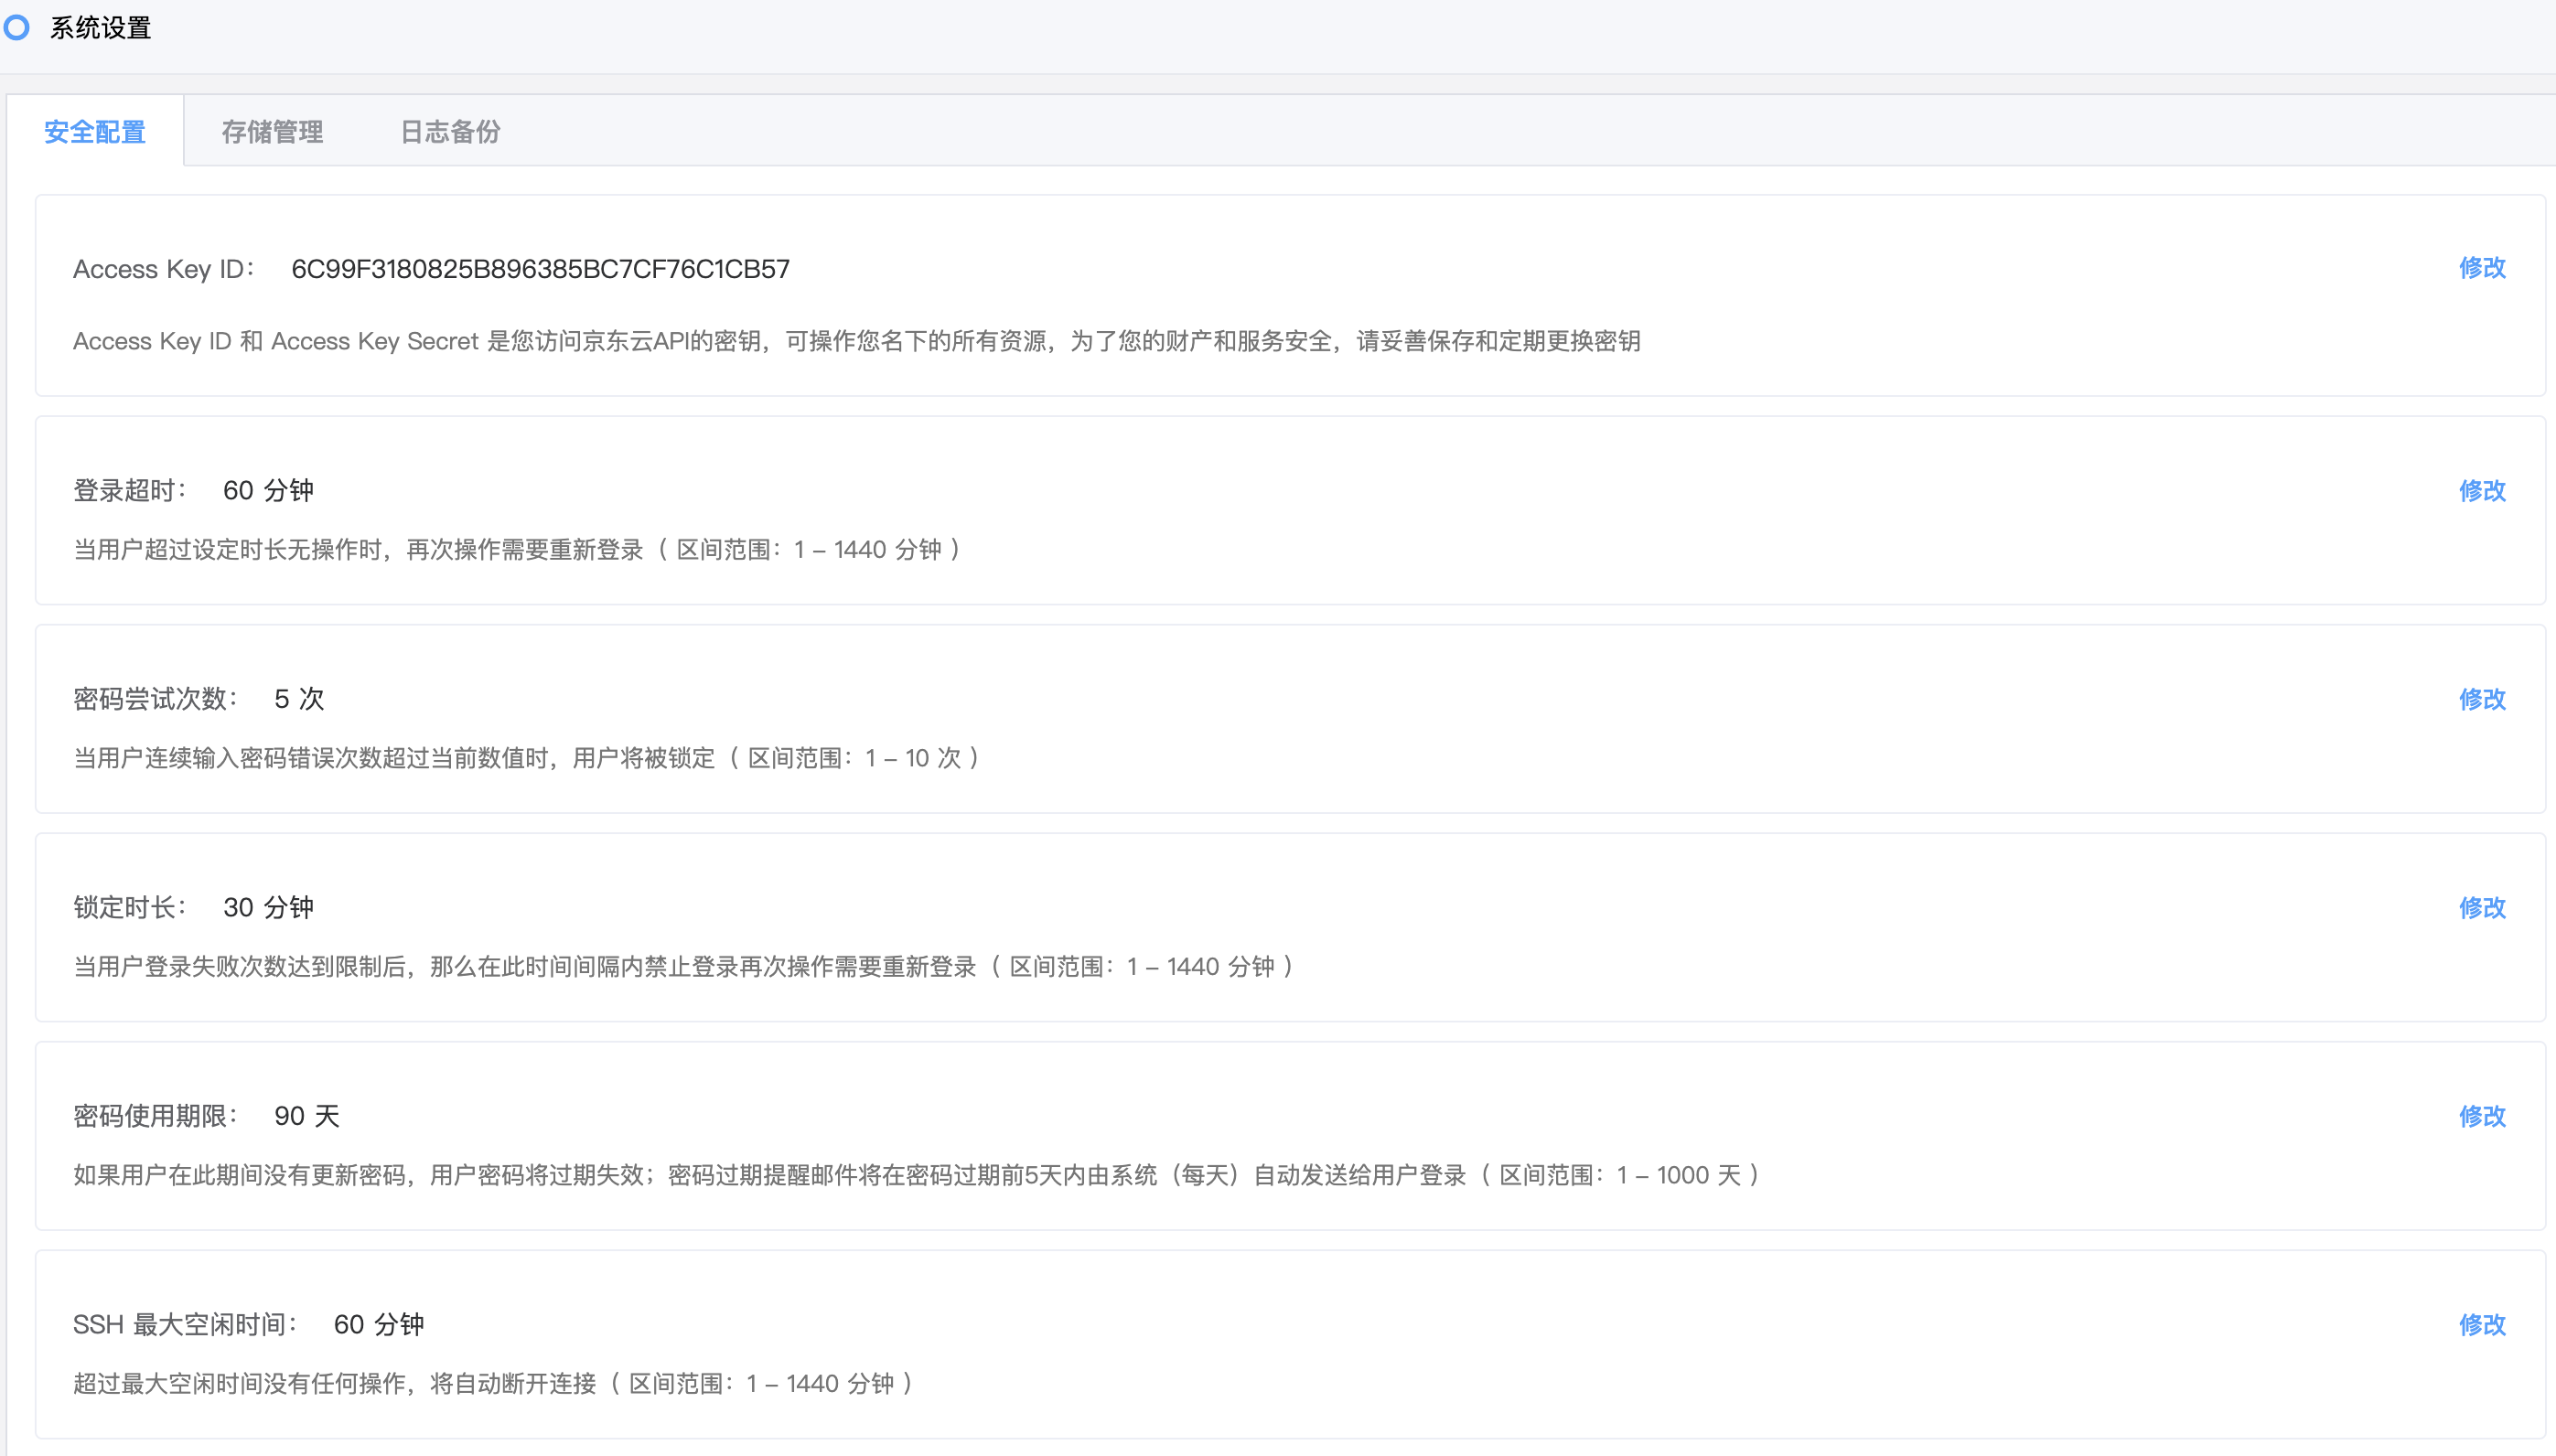 系统设置
安全配置 存储管理 日志备份
Access Key ID： 6C99F3180825B896385BC7CF76C1CB57 修改
Access Key ID 和 Access Key Secret 是您访问京东云API的密钥，可操作您名下的所有资源，为了您的财产和服务安全，请妥善保存和定期更换密钥
登录超时： 60 分钟 修改
当用户超过设定时长无操作时，再次操作需要重新登录（ 区间范围：1 – 1440 分钟 ）
密码尝试次数： 5 次 修改
当用户连续输入密码错误次数超过当前数值时，用户将被锁定（ 区间范围：1 – 10 次 ）
锁定时长： 30 分钟 修改
当用户登录失败次数达到限制后，那么在此时间间隔内禁止登录再次操作需要重新登录（ 区间范围：1 – 1440 分钟 ）
密码使用期限： 90 天 修改
如果用户在此期间没有更新密码，用户密码将过期失效；密码过期提醒邮件将在密码过期前5天内由系统（每天）自动发送给用户登录（ 区间范围：1 – 1000 天 ）
SSH 最大空闲时间： 60 分钟 修改
超过最大空闲时间没有任何操作，将自动断开连接（ 区间范围：1 – 1440 分钟 ）